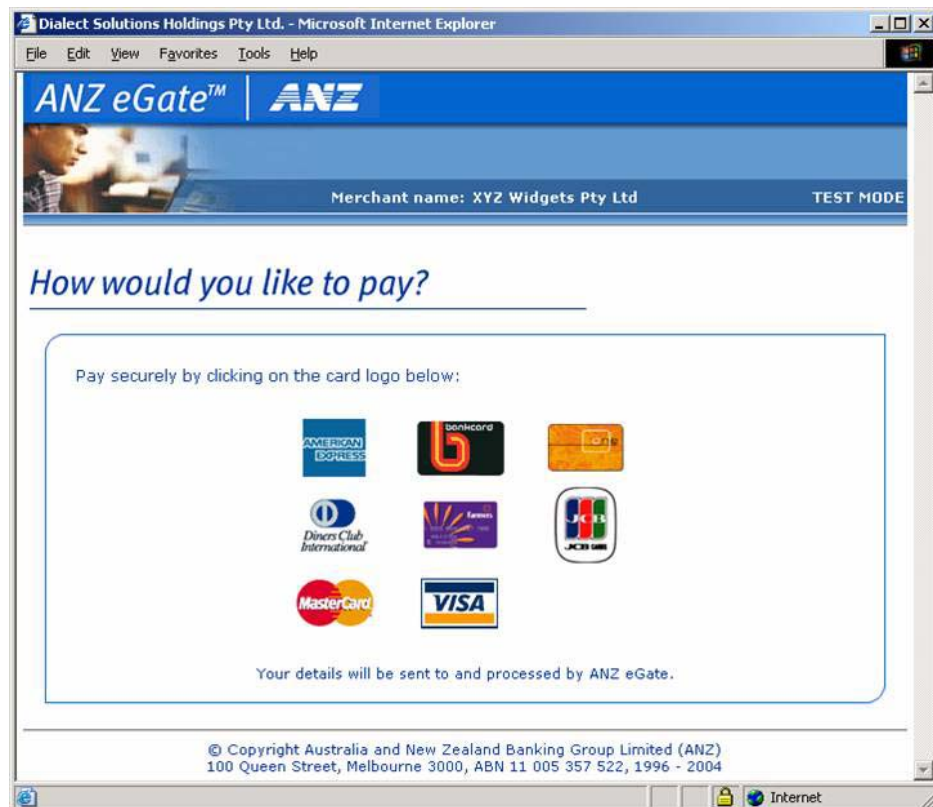 Dialect Solutions Holdings Pty Ltd. - Microsoft Internet Explorer
File Edit View Favorites Tools Help
ANZ eGate™ ANZ
Merchant name: XYZ Widgets Pty Ltd TEST MODE
How would you like to pay?
Pay securely by clicking on the card logo below:
AMERICAN EXPRESS
bankcard
one
Diners Club International
farmers
JCB
JCB CARDS
MasterCard
VISA
Your details will be sent to and processed by ANZ eGate.
© Copyright Australia and New Zealand Banking Group Limited (ANZ)
100 Queen Street, Melbourne 3000, ABN 11 005 357 522, 1996 - 2004
Internet